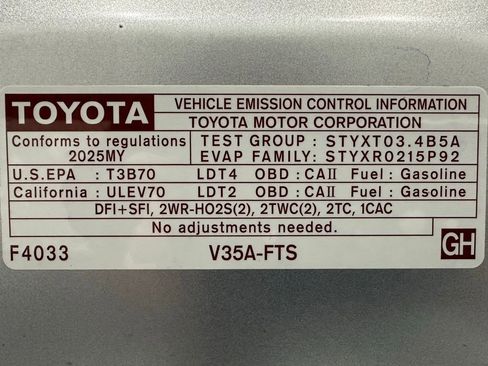 TOYOTA
VEHICLE EMISSION CONTROL INFORMATION
TOYOTA MOTOR CORPORATION
Conforms to regulations
2025MY
TEST GROUP : STYXT03.4B5A
EVAP FAMILY: STYXR0215P92
U.S.EPA : T3B70 LDT4 OBD : CAII Fuel : Gasoline
California : ULEV70 LDT2 OBD : CAII Fuel : Gasoline
DFI+SFI, 2WR-HO2S(2), 2TWC(2), 2TC, 1CAC
No adjustments needed.
F4033 V35A-FTS GH